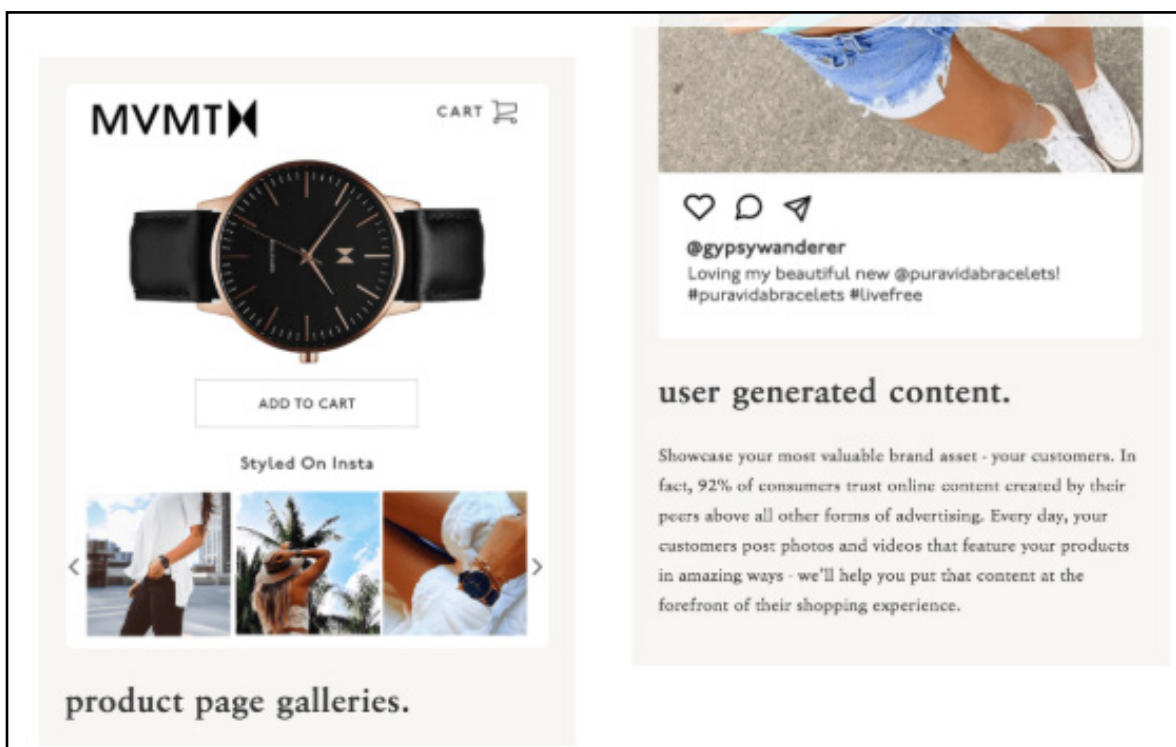 MVMT
CART
ADD TO CART
Styled On Insta
product page galleries.
@gypsywanderer
Loving my beautiful new @puravidabracelets!
#puravidabracelets #livefree
user generated content.
Showcase your most valuable brand asset - your customers. In
fact, 92% of consumers trust online content created by their
peers above all other forms of advertising. Every day, your
customers post photos and videos that feature your products
in amazing ways - we'll help you put that content at the
forefront of their shopping experience.